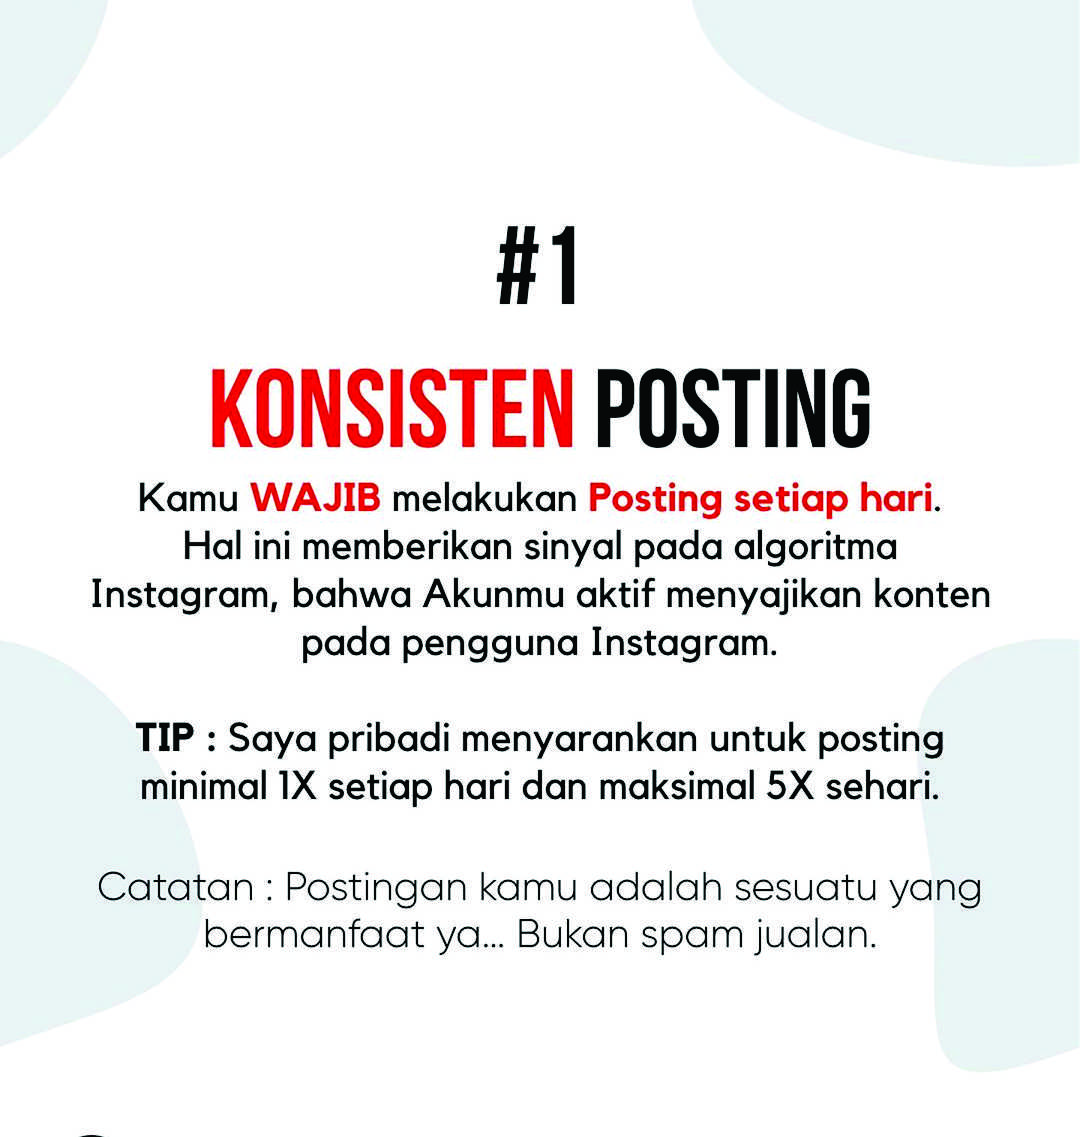 #1
KONSISTEN POSTING
Kamu WAJIB melakukan Posting setiap hari.
Hal ini memberikan sinyal pada algoritma
Instagram, bahwa Akunmu aktif menyajikan konten
pada pengguna Instagram.
TIP : Saya pribadi menyarankan untuk posting
minimal 1X setiap hari dan maksimal 5X sehari.
Catatan : Postingan kamu adalah sesuatu yang
bermanfaat ya... Bukan spam jualan.